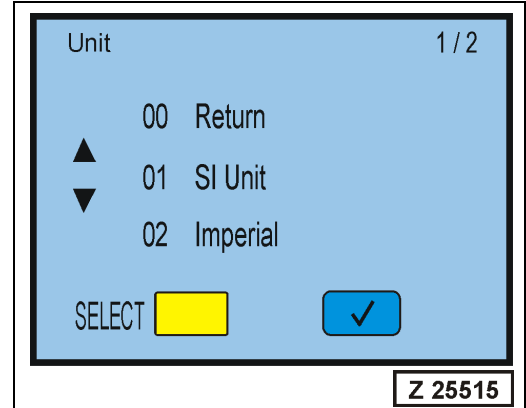 Unit 1 / 2
00 Return
01 SI Unit
02 Imperial
SELECT
Z 25515